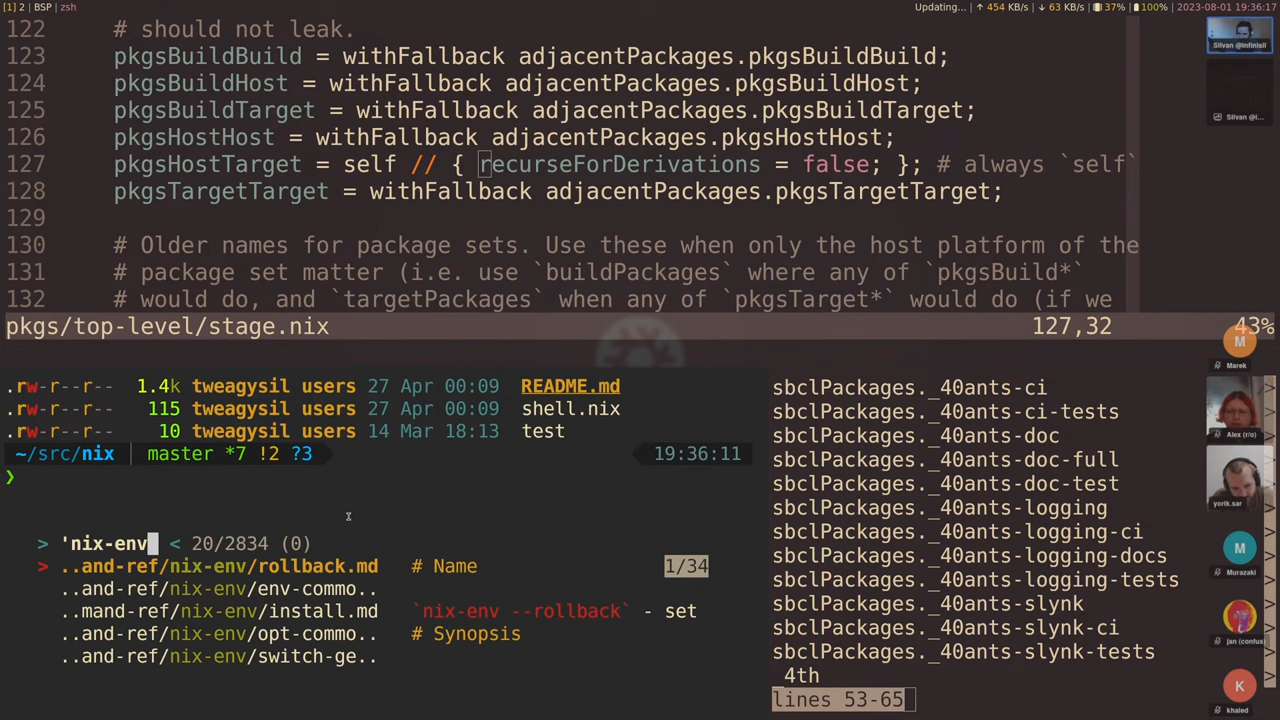 [1] 2 | BSP | zsh
Updating... | ↑ 454 KB/s | ↓ 63 KB/s | 37% | 100% | 2023-08-01 19:36:17
122 # should not leak.
123 pkgsBuildBuild = withFallback adjacentPackages.pkgsBuildBuild;
124 pkgsBuildHost = withFallback adjacentPackages.pkgsBuildHost;
125 pkgsBuildTarget = withFallback adjacentPackages.pkgsBuildTarget;
126 pkgsHostHost = withFallback adjacentPackages.pkgsHostHost;
127 pkgsHostTarget = self // { recurseForDerivations = false; }; # always `self`
128 pkgsTargetTarget = withFallback adjacentPackages.pkgsTargetTarget;
129
130 # Older names for package sets. Use these when only the host platform of the
131 # package set matter (i.e. use `buildPackages` where any of `pkgsBuild*`
132 # would do, and `targetPackages` when any of `pkgsTarget*` would do (if we
pkgs/top-level/stage.nix 127,32 43%
.rw-r--r-- 1.4k tweagysil users 27 Apr 00:09 README.md
.rw-r--r-- 115 tweagysil users 27 Apr 00:09 shell.nix
.rw-r--r-- 10 tweagysil users 14 Mar 18:13 test
~/src/nix | master *7 !2 ?3 19:36:11
❯
> 'nix-env < 20/2834 (0)
> ..and-ref/nix-env/rollback.md # Name 1/34
..and-ref/nix-env/env-commo..
..mand-ref/nix-env/install.md `nix-env --rollback` - set
..and-ref/nix-env/opt-commo.. # Synopsis
..and-ref/nix-env/switch-ge..
sbclPackages._40ants-ci
sbclPackages._40ants-ci-tests
sbclPackages._40ants-doc
sbclPackages._40ants-doc-full
sbclPackages._40ants-doc-test
sbclPackages._40ants-logging
sbclPackages._40ants-logging-ci
sbclPackages._40ants-logging-docs
sbclPackages._40ants-logging-tests
sbclPackages._40ants-slynk
sbclPackages._40ants-slynk-ci
sbclPackages._40ants-slynk-tests
_4th
lines 53-65
Silvan @infinisil
Silvan @i...
M
Marek
Alex (r/o)
yorik.sar
M
Murazaki
jan (confus
K
khaled